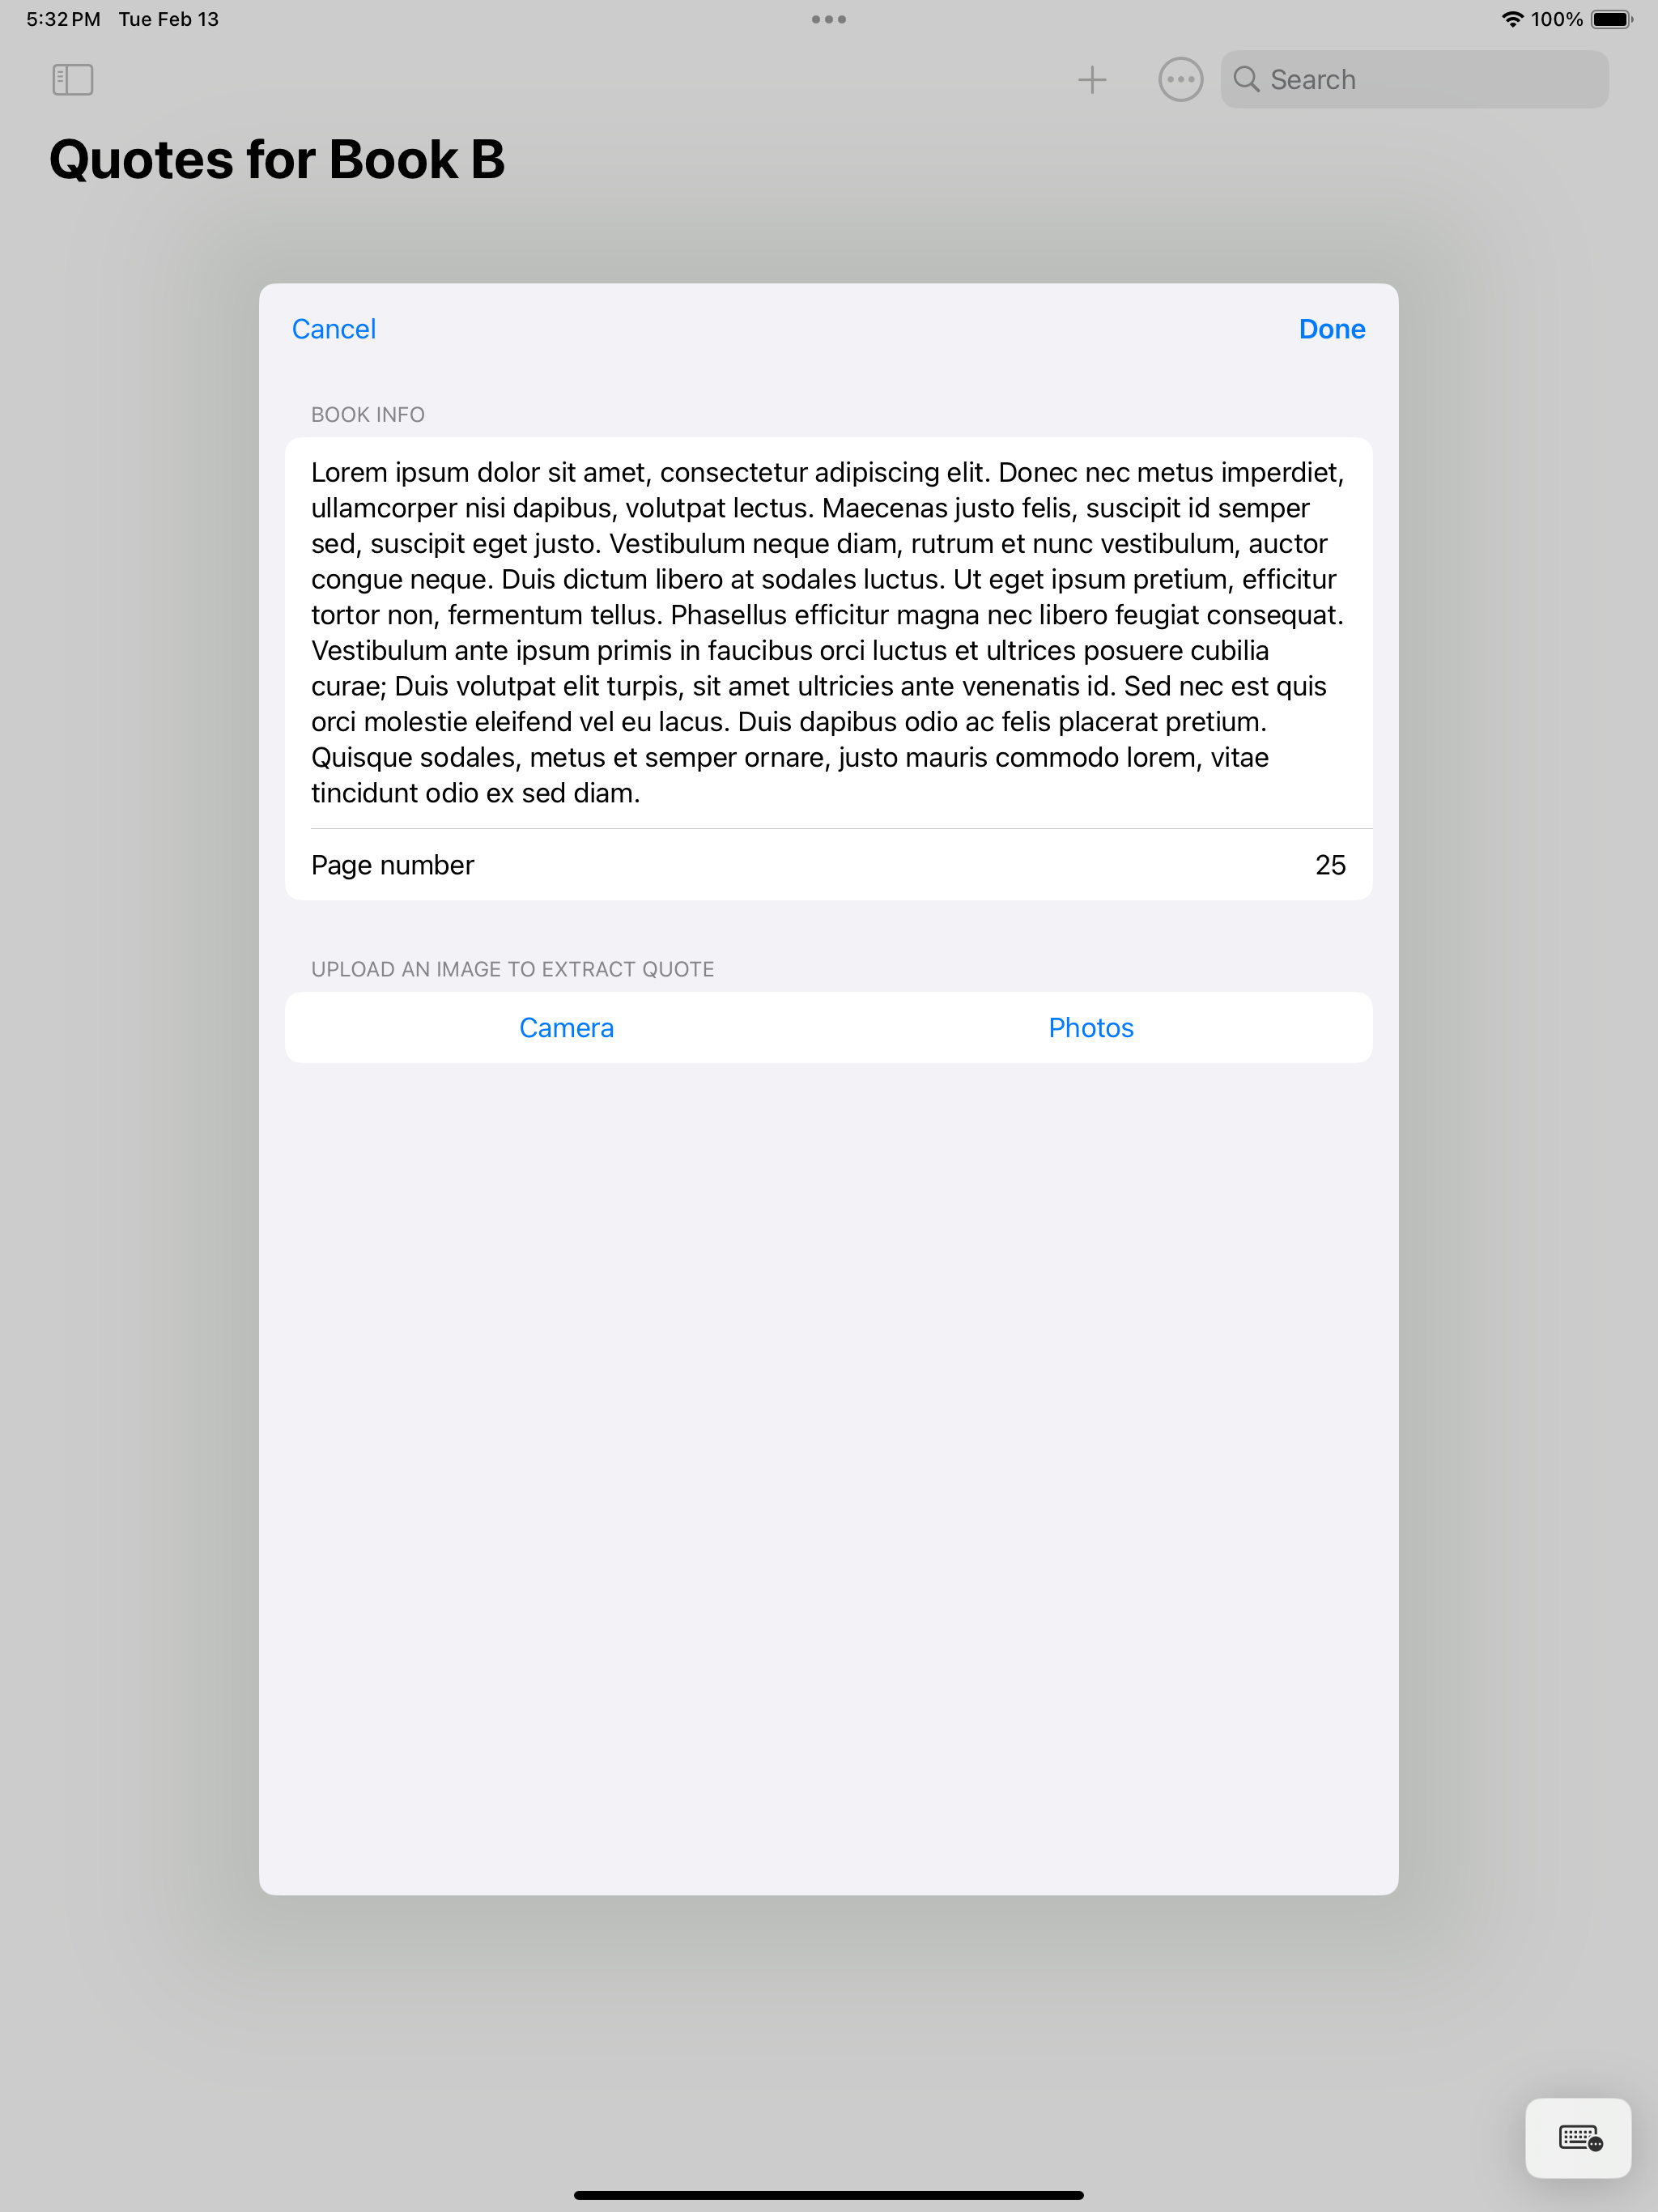 5:32 PM Tue Feb 13
100%
Search
Quotes for Book B
Cancel
Done
BOOK INFO
Lorem ipsum dolor sit amet, consectetur adipiscing elit. Donec nec metus imperdiet,
ullamcorper nisi dapibus, volutpat lectus. Maecenas justo felis, suscipit id semper
sed, suscipit eget justo. Vestibulum neque diam, rutrum et nunc vestibulum, auctor
congue neque. Duis dictum libero at sodales luctus. Ut eget ipsum pretium, efficitur
tortor non, fermentum tellus. Phasellus efficitur magna nec libero feugiat consequat.
Vestibulum ante ipsum primis in faucibus orci luctus et ultrices posuere cubilia
curae; Duis volutpat elit turpis, sit amet ultricies ante venenatis id. Sed nec est quis
orci molestie eleifend vel eu lacus. Duis dapibus odio ac felis placerat pretium.
Quisque sodales, metus et semper ornare, justo mauris commodo lorem, vitae
tincidunt odio ex sed diam.
Page number 25
UPLOAD AN IMAGE TO EXTRACT QUOTE
Camera
Photos